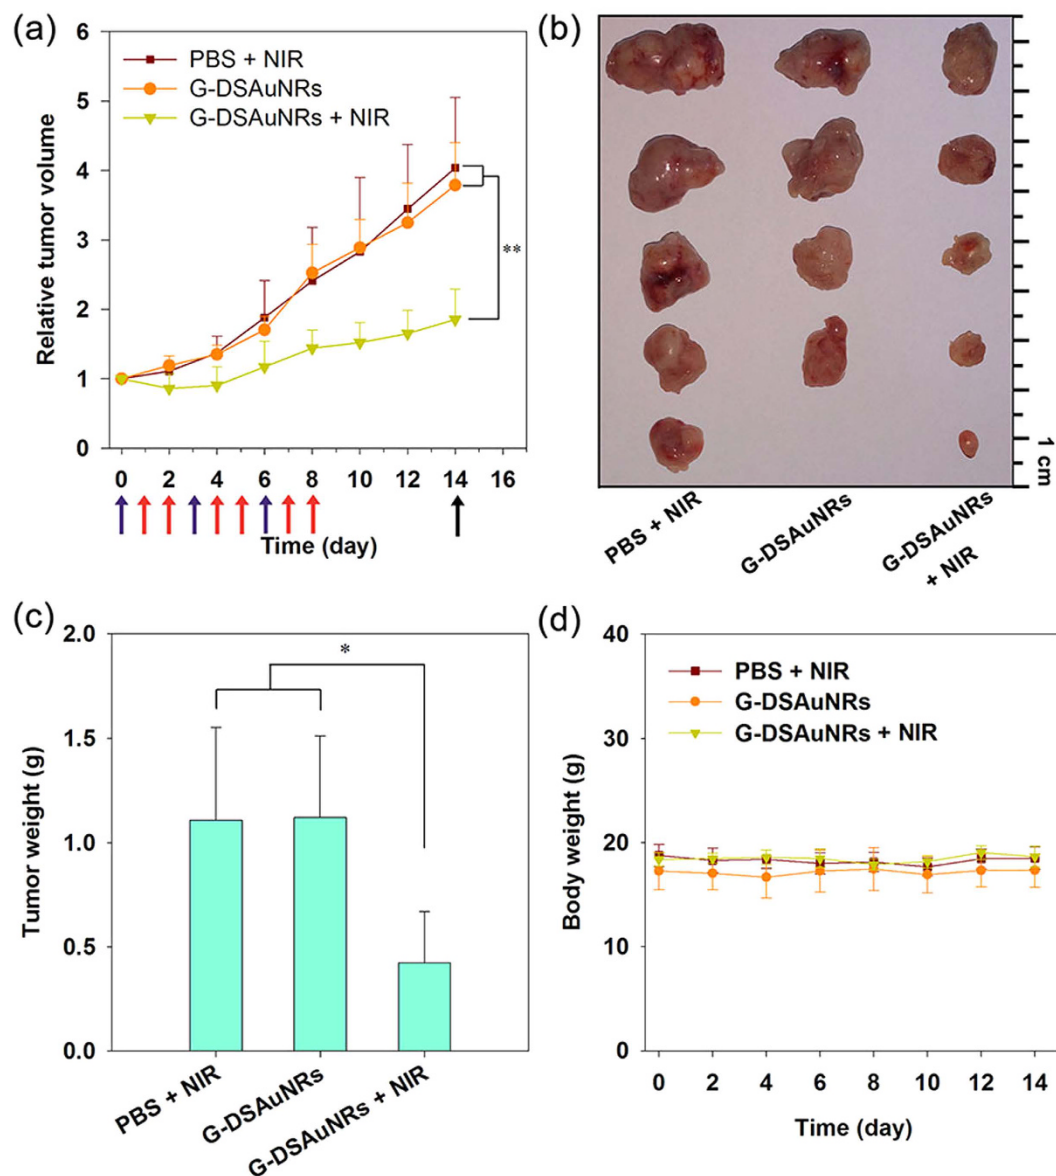 (a)
PBS + NIR
G-DSAuNRs
G-DSAuNRs + NIR
Relative tumor volume
6
5
4
3
2
1
0
**
0 2 4 6 8 10 12 14 16
Time (day)
(b)
1 cm
PBS + NIR
G-DSAuNRs
G-DSAuNRs
+ NIR
(c)
Tumor weight (g)
2.0
1.5
1.0
0.5
0.0
*
PBS + NIR
G-DSAuNRs
G-DSAuNRs + NIR
(d)
PBS + NIR
G-DSAuNRs
G-DSAuNRs + NIR
Body weight (g)
40
30
20
10
0
0 2 4 6 8 10 12 14
Time (day)